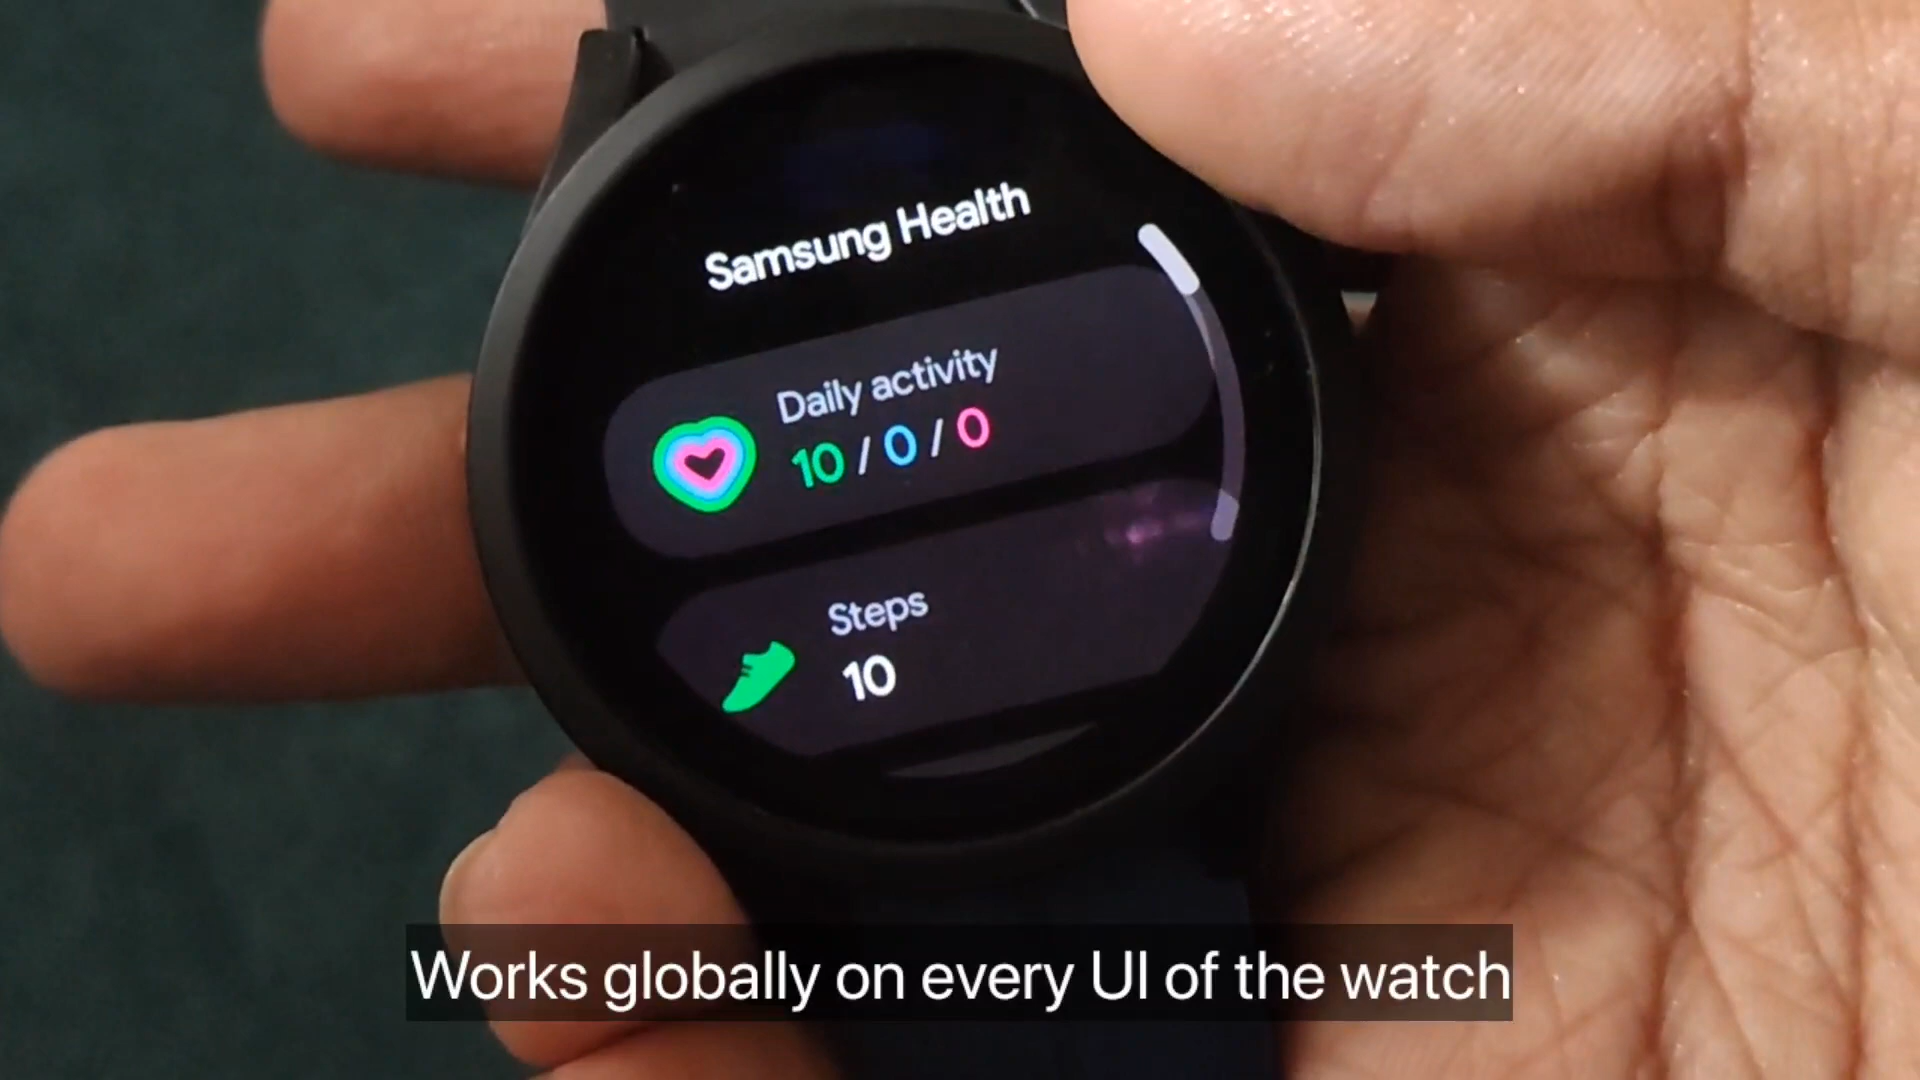 Samsung Health
Daily activity
10 / 0 / 0
Steps
10
Works globally on every UI of the watch